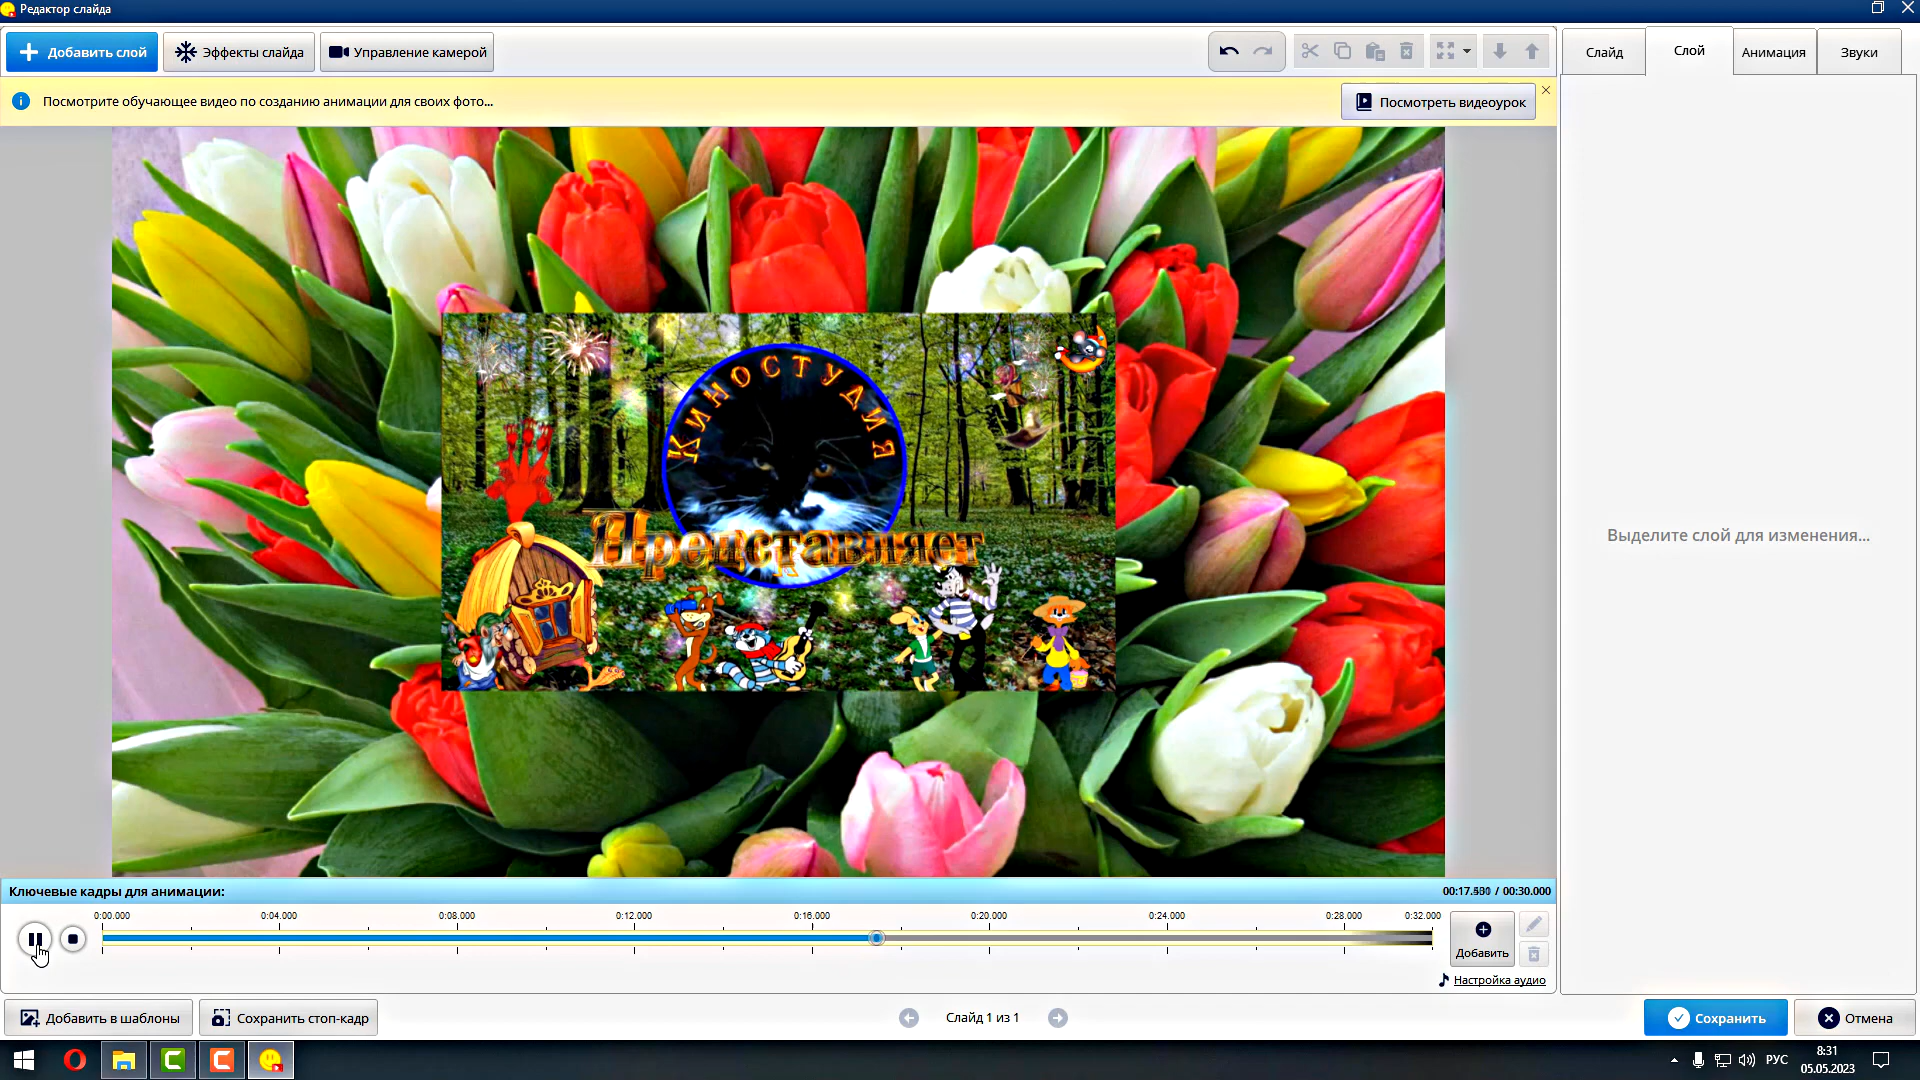 Редактор слайда
Добавить слой
Эффекты слайда
Управление камерой
Слайд
Слой
Анимация
Звуки
Посмотрите обучающее видео по созданию анимации для своих фото...
Посмотреть видеоурок
КИНОСТУДИЯ
Представляет
Выделите слой для изменения...
Ключевые кадры для анимации:
/ 00:30.000
0:00.000
0:04.000
0:08.000
0:12.000
0:16.000
0:20.000
0:24.000
0:28.000
0:32.000
Добавить
Настройка аудио
Добавить в шаблоны
Сохранить стоп-кадр
Слайд 1 из 1
Сохранить
Отмена
РУС
8:31
05.05.2023